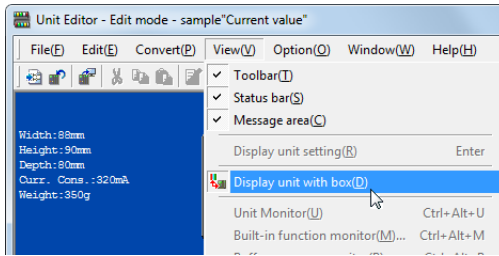 Unit Editor - Edit mode - sample"Current value"
File(F) Edit(E) Convert(P) View(V) Option(O) Window(W) Help(H)
Toolbar(T)
Status bar(S)
Message area(C)
Display unit setting(R) Enter
Display unit with box(D)
Unit Monitor(U) Ctrl+Alt+U
Built-in function monitor(M)... Ctrl+Alt+M
Width:88mm
Height:90mm
Depth:80mm
Curr. Cons.:320mA
Weight:350g